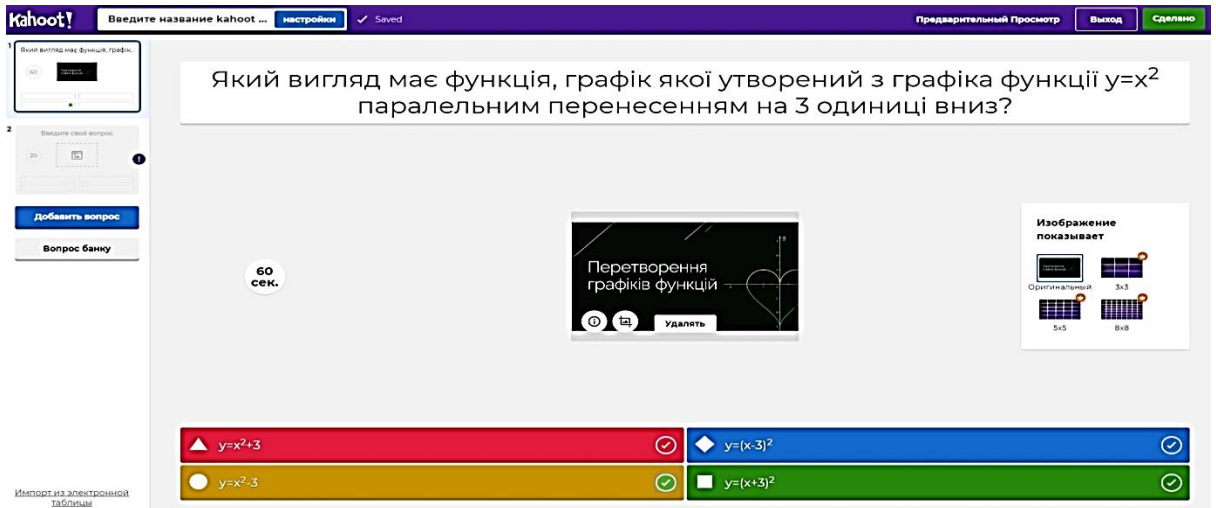 Kahoot!
Введите название kahoot ... настройки ✓ Saved
Предварительный Просмотр Выход Сделано
1
Який вигляд має функція, графік...
60
2
Введите свой вопрос
20
Добавить вопрос
Вопрос банку
Импорт из электронной
таблицы
Який вигляд має функція, графік якої утворений з графіка функції y=x²
паралельним перенесенням на 3 одиниці вниз?
60
сек.
Перетворення
графіків функцій
Удалять
Изображение
показывает
Оригинальный 3x3
5x5 8x8
y=x²+3
y=(x-3)²
y=x²-3
y=(x+3)²